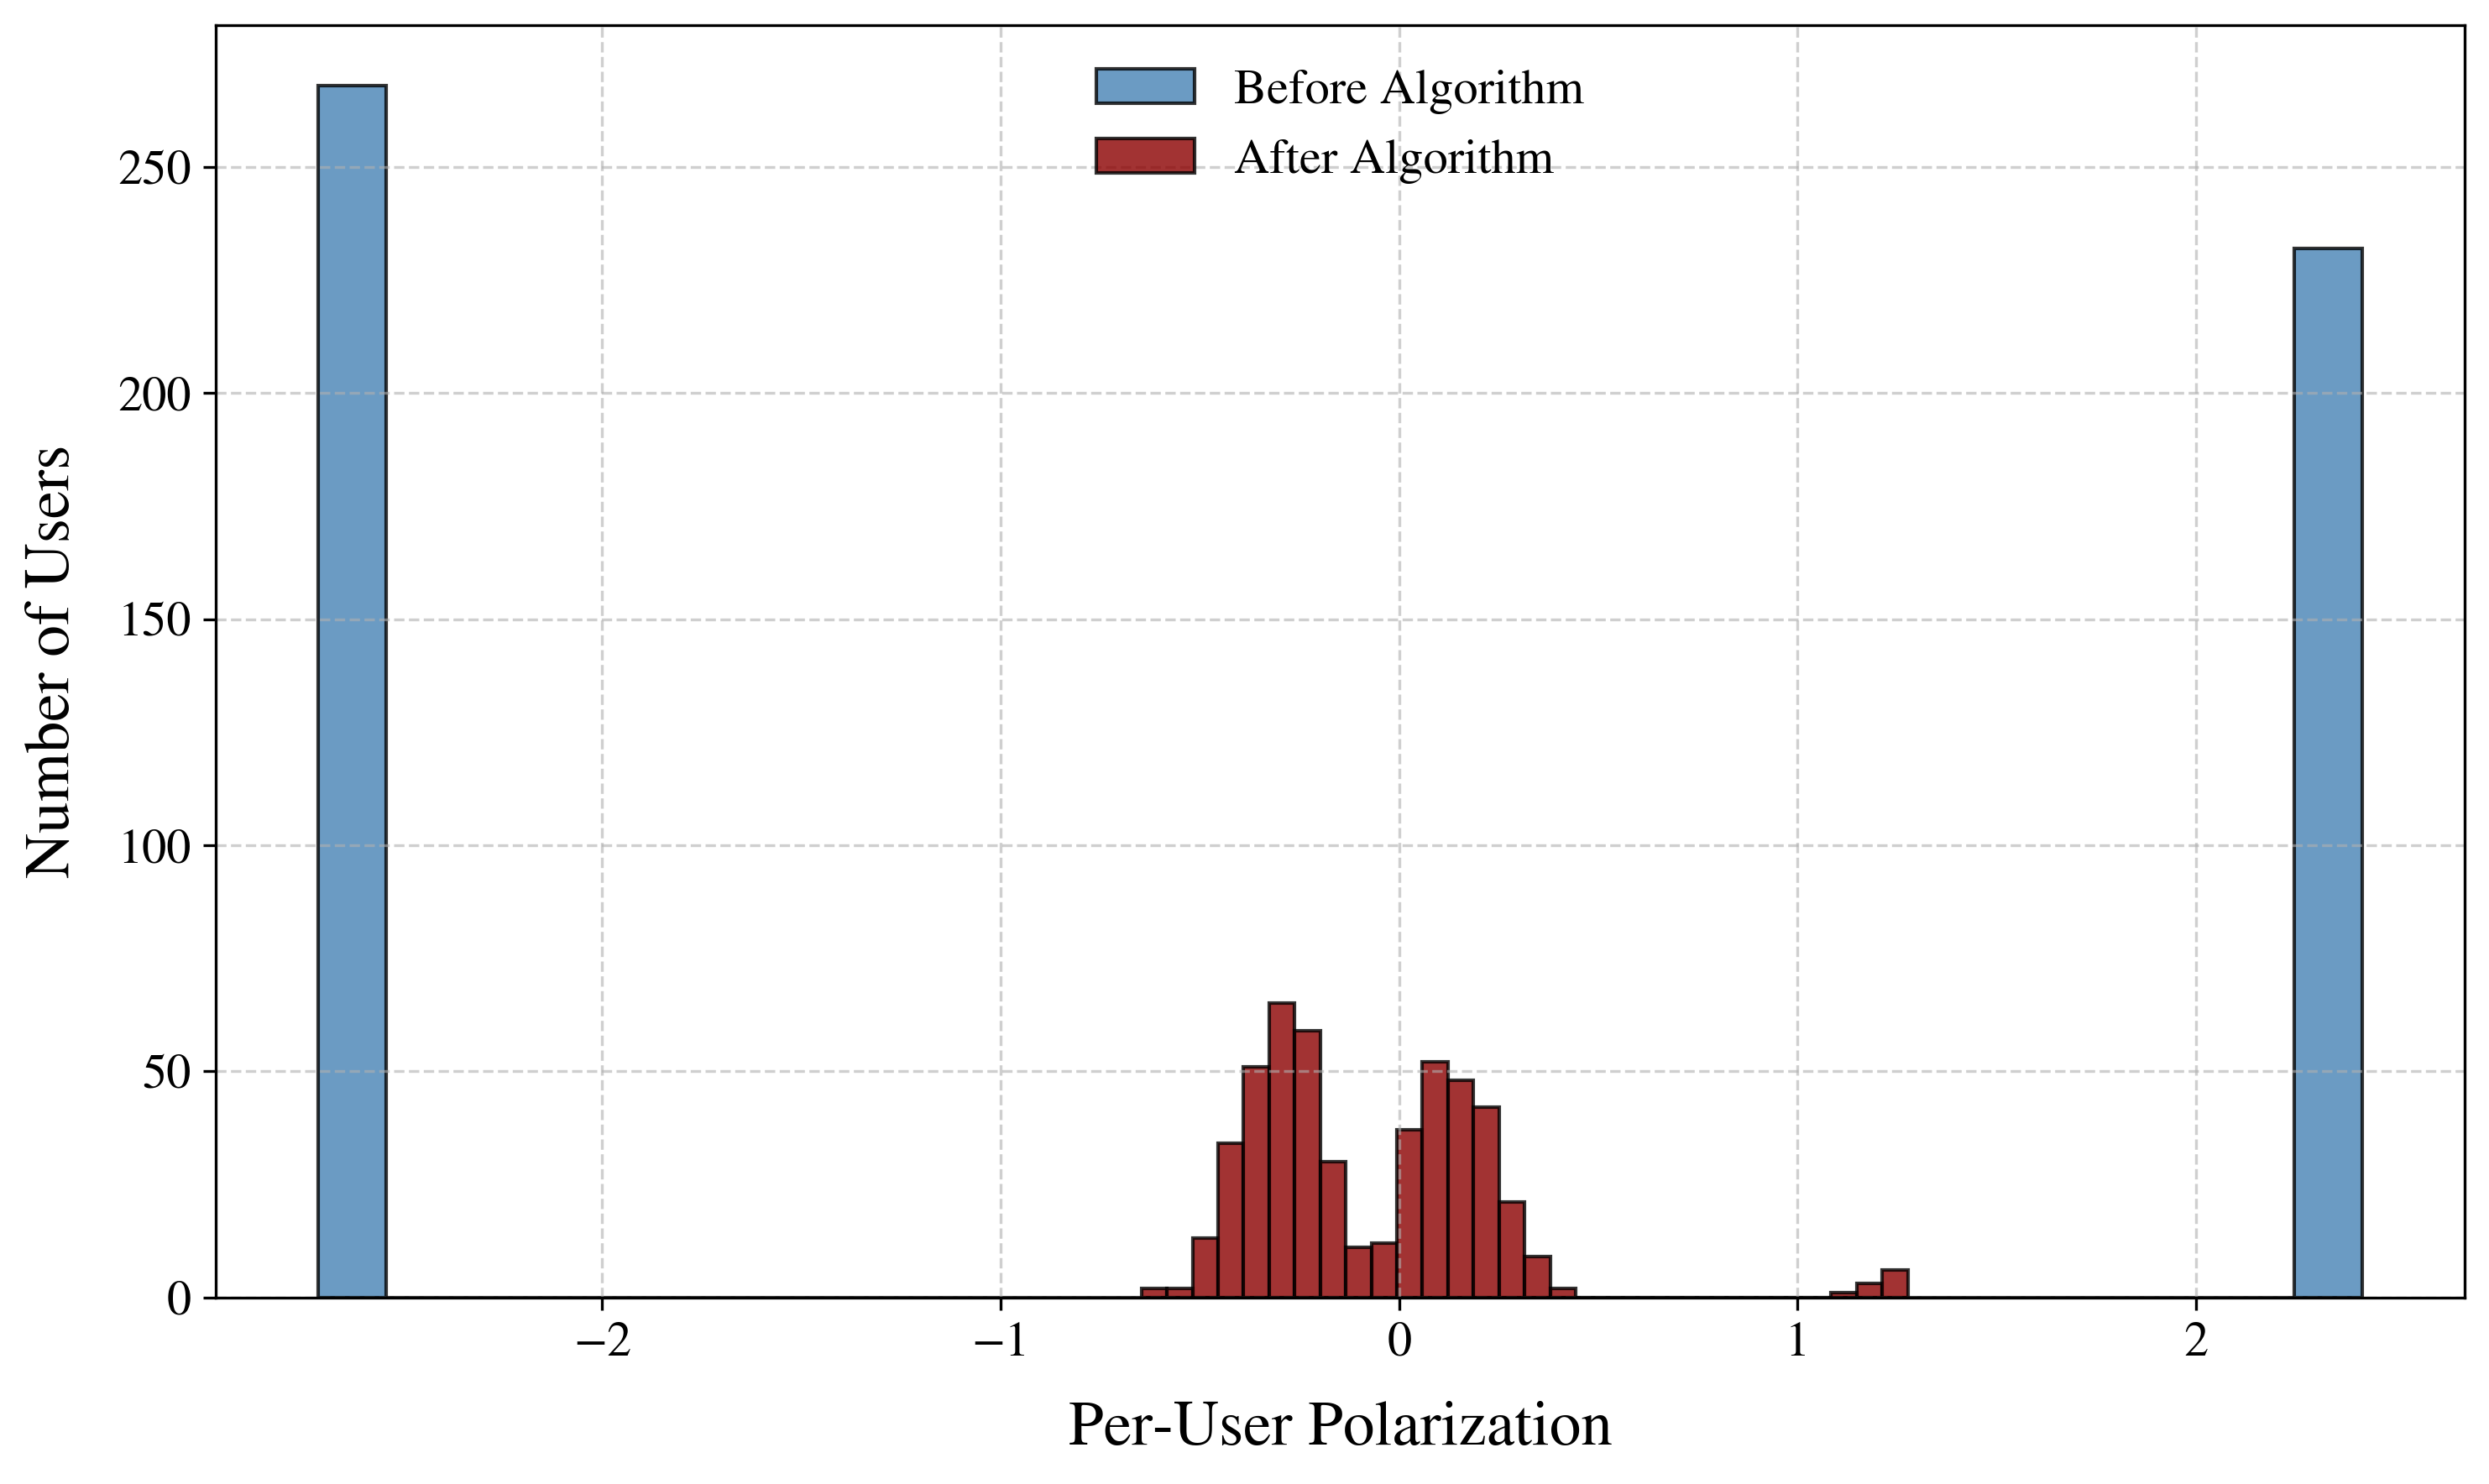 Before Algorithm
After Algorithm
250
200
150
100
50
0
Number of Users
−2
−1
0
1
2
Per-User Polarization